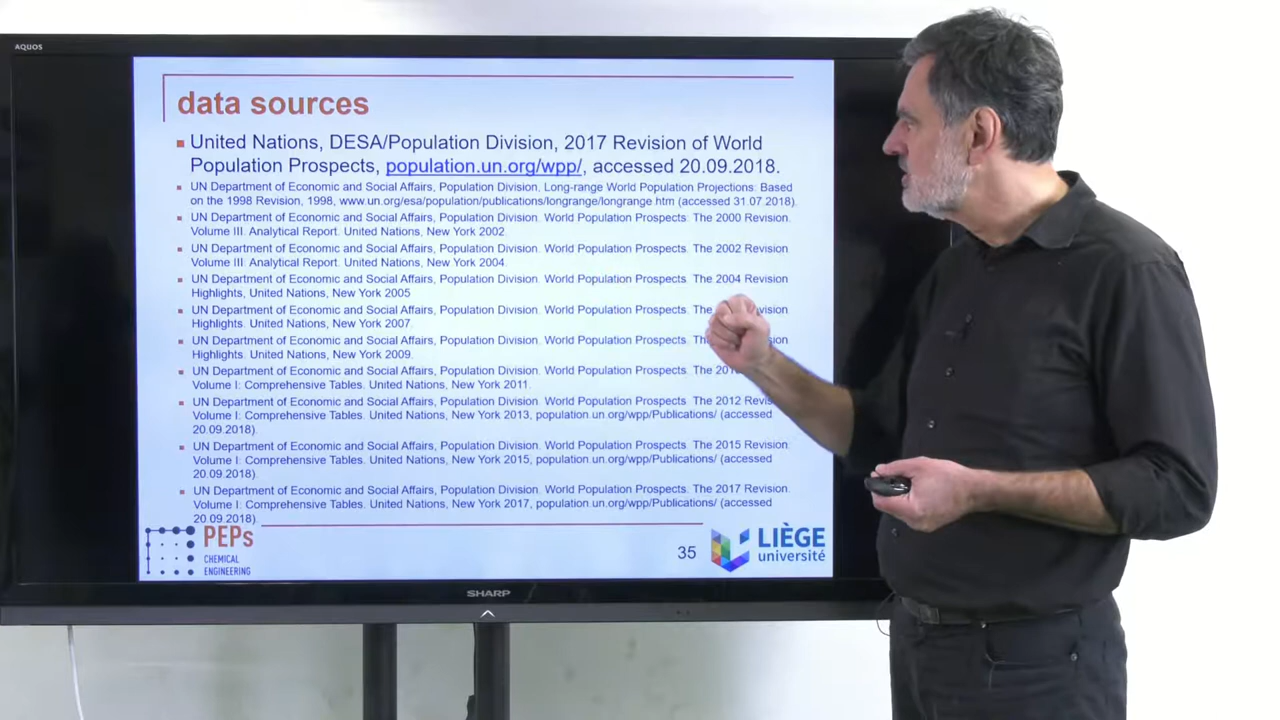 AQUOS
data sources
United Nations, DESA/Population Division, 2017 Revision of World
Population Prospects, population.un.org/wpp/, accessed 20.09.2018.
UN Department of Economic and Social Affairs, Population Division, Long-range World Population Projections: Based
on the 1998 Revision, 1998, www.un.org/esa/population/publications/longrange/longrange.htm (accessed 31.07.2018).
UN Department of Economic and Social Affairs, Population Division. World Population Prospects. The 2000 Revision.
Volume III. Analytical Report. United Nations, New York 2002.
UN Department of Economic and Social Affairs, Population Division. World Population Prospects. The 2002 Revision
Volume III: Analytical Report. United Nations, New York 2004.
UN Department of Economic and Social Affairs, Population Division. World Population Prospects. The 2004 Revision
Highlights, United Nations, New York 2005
UN Department of Economic and Social Affairs, Population Division. World Population Prospects. The
Highlights. United Nations, New York 2007.
UN Department of Economic and Social Affairs, Population Division. World Population Prospects.
Highlights. United Nations, New York 2009.
UN Department of Economic and Social Affairs, Population Division. World Population Prospects. The
Volume I: Comprehensive Tables. United Nations, New York 2011.
UN Department of Economic and Social Affairs, Population Division. World Population Prospects. The 2012
Volume I: Comprehensive Tables. United Nations, New York 2013, population.un.org/wpp/Publications/ (accessed
20.09.2018).
UN Department of Economic and Social Affairs, Population Division. World Population Prospects. The 2015 Revision.
Volume I: Comprehensive Tables. United Nations, New York 2015, population.un.org/wpp/Publications/ (accessed
20.09.2018).
UN Department of Economic and Social Affairs, Population Division. World Population Prospects. The 2017 Revision.
Volume I: Comprehensive Tables. United Nations, New York 2017, population.un.org/wpp/Publications/ (accessed
20.09.2018).
PEPs
CHEMICAL
ENGINEERING
35
LIÈGE
université
SHARP